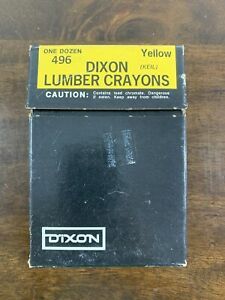 ONE DOZEN Yellow
496 DIXON (KEIL)
LUMBER CRAYONS
CAUTION: Contains lead chromate. Dangerous
if eaten. Keep away from children.
DIXON